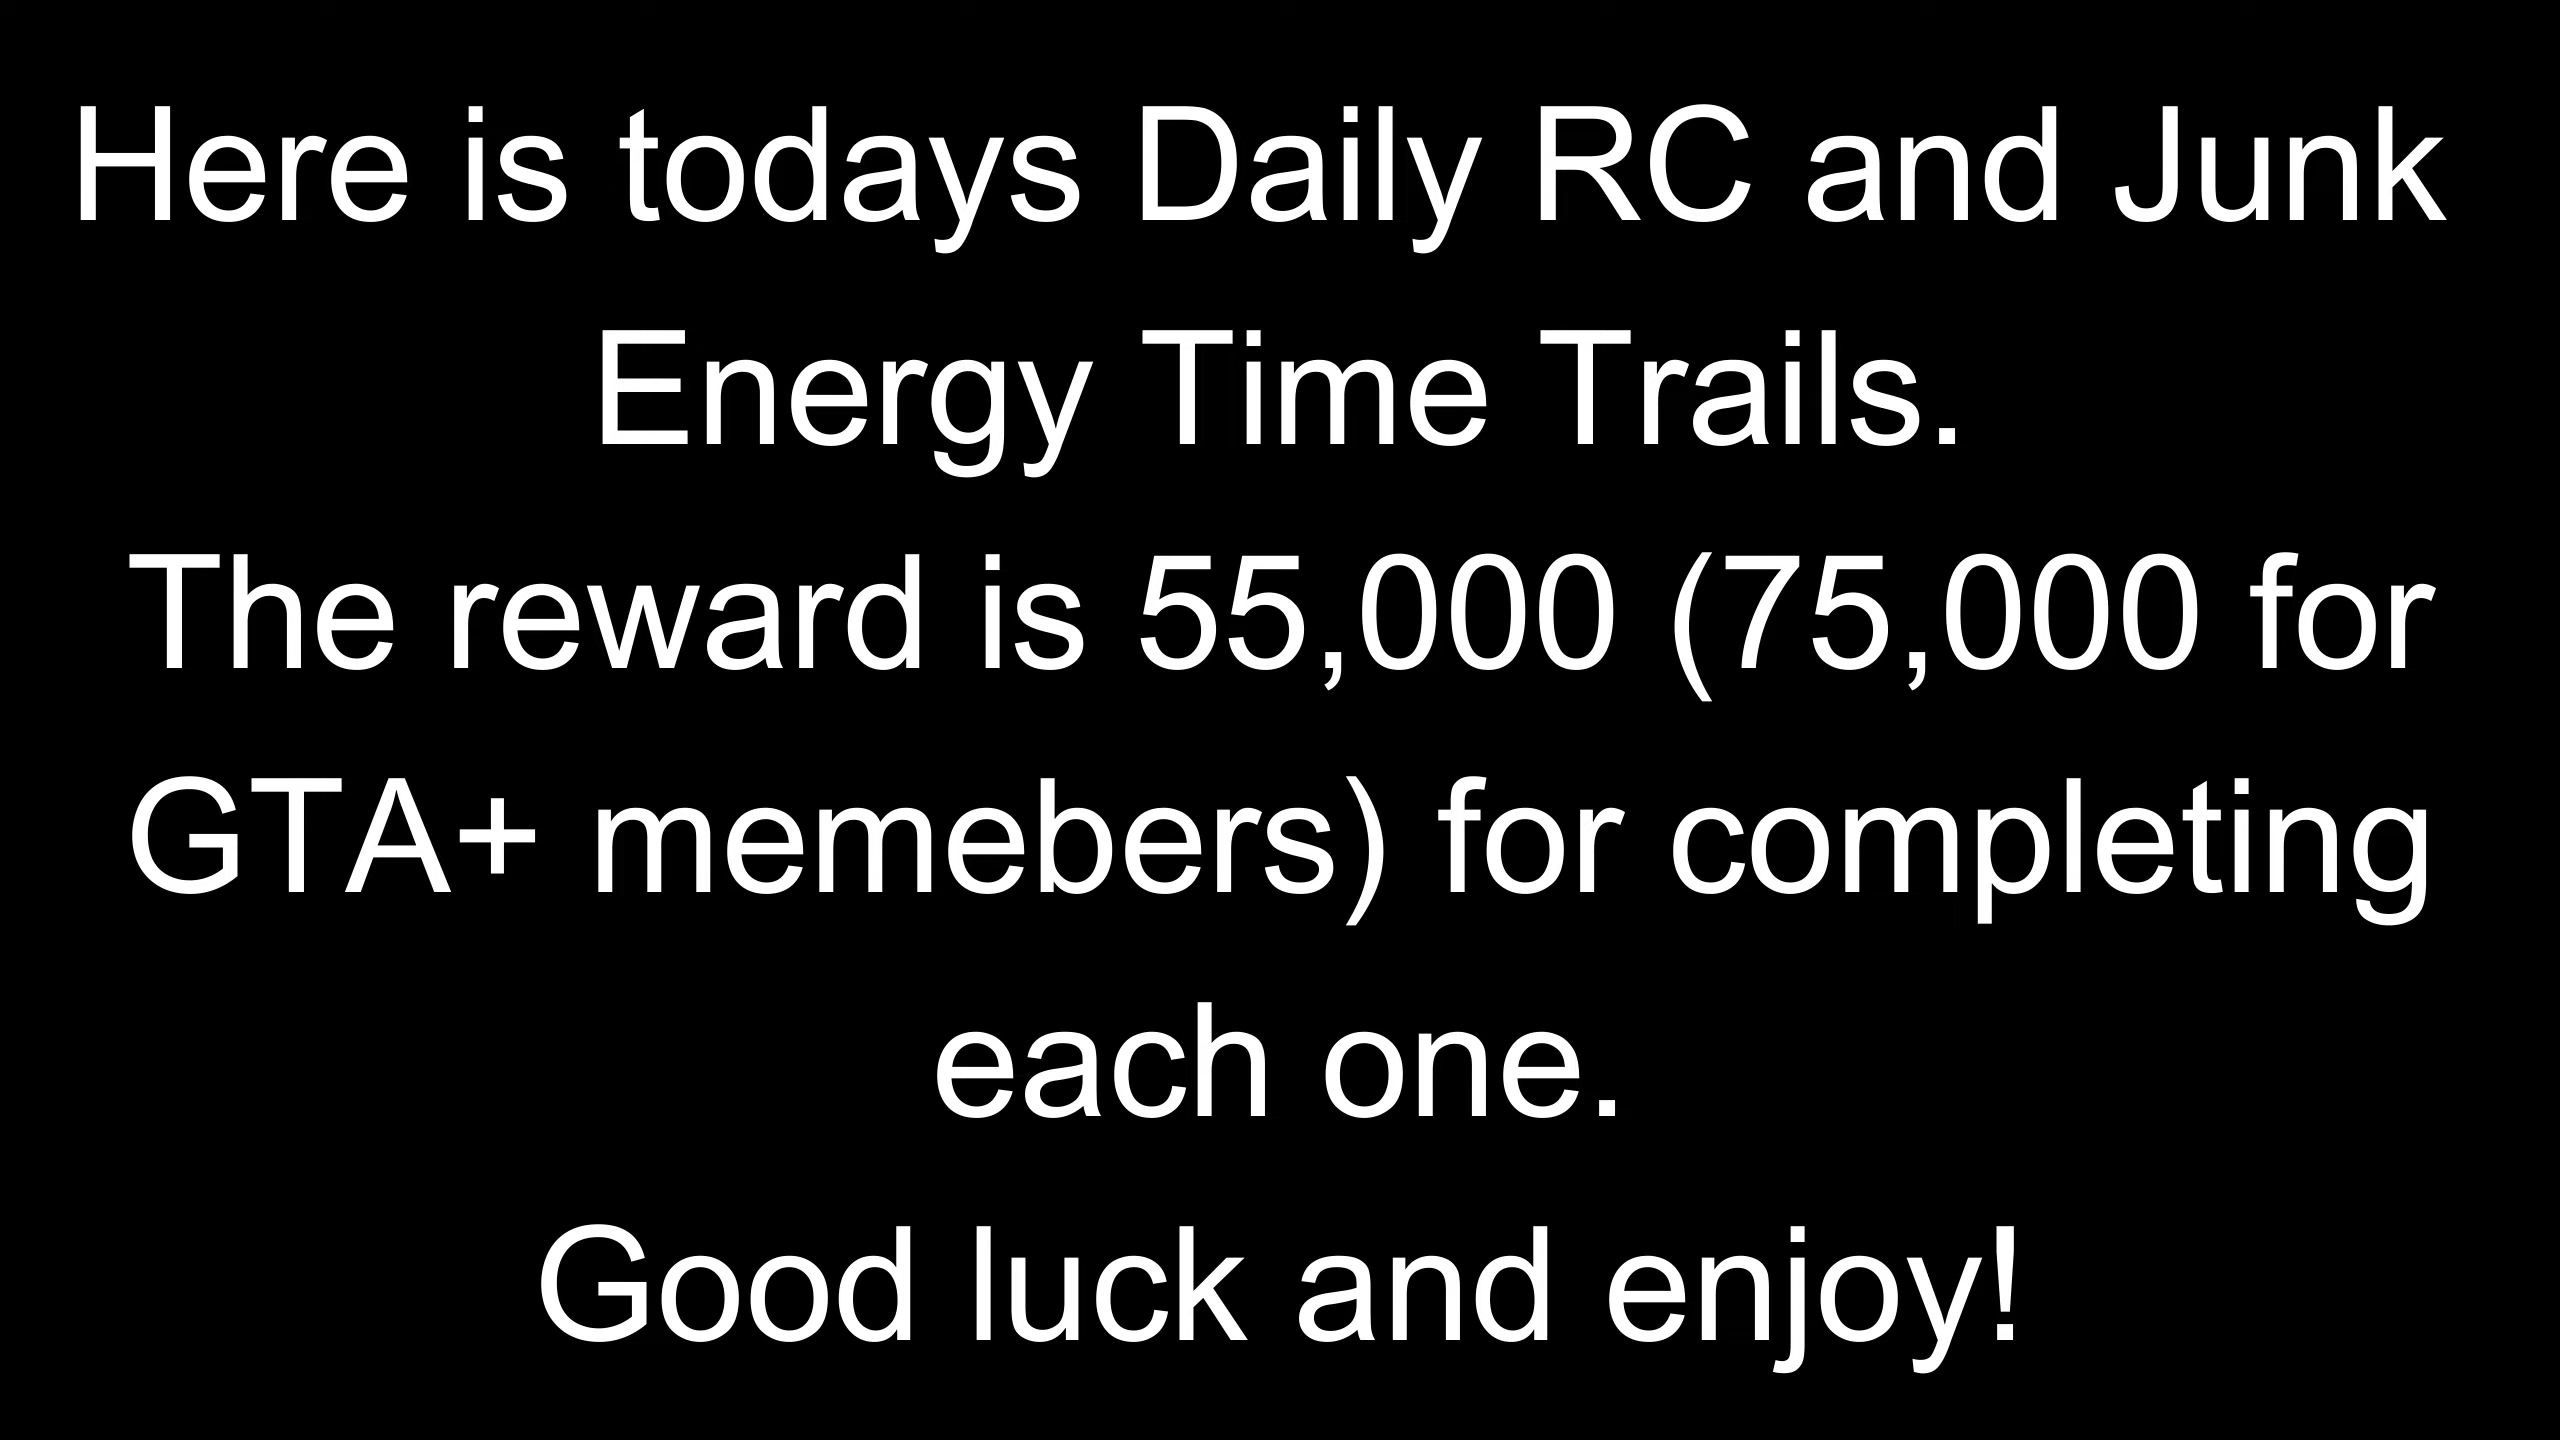 Here is todays Daily RC and Junk
Energy Time Trails.
The reward is 55,000 (75,000 for
GTA+ memebers) for completing
each one.
Good luck and enjoy!